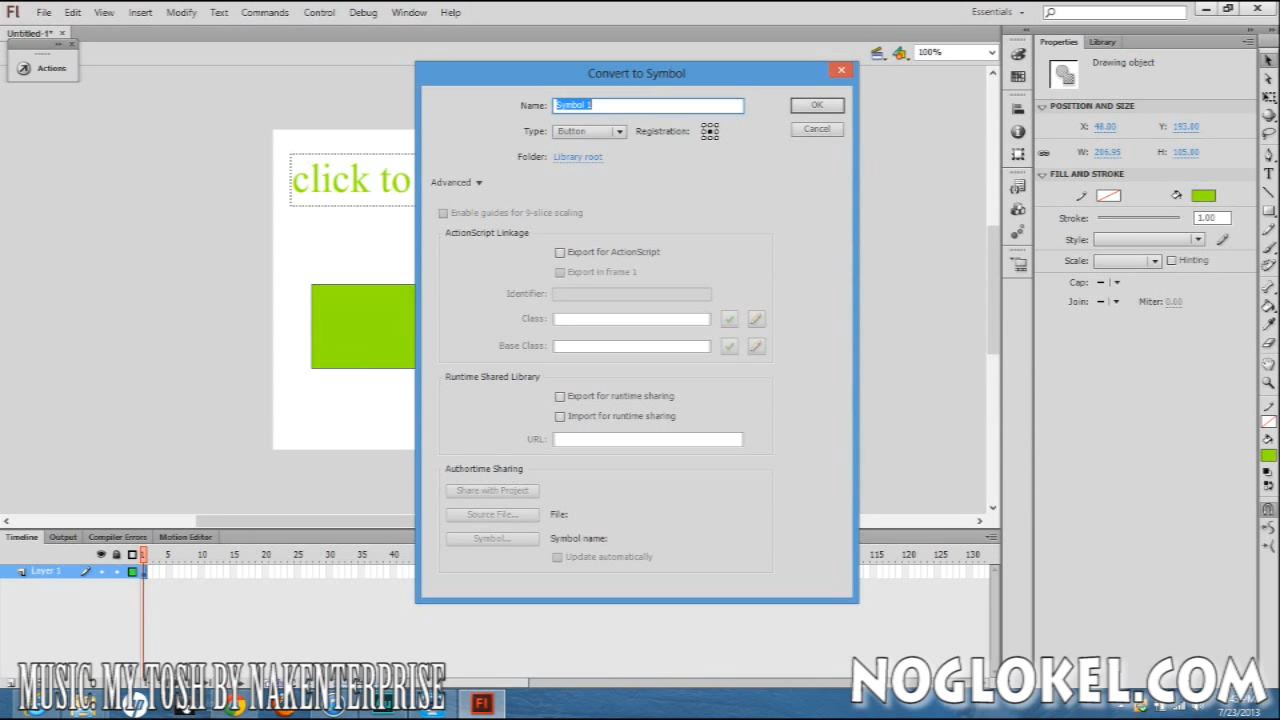 Fl File Edit View Insert Modify Text Commands Control Debug Window Help Essentials
Untitled-1* ×
Actions
100%
Convert to Symbol
Name: Symbol 1 OK
Type: Button Registration: Cancel
Folder: Library root
Advanced
Enable guides for 9-slice scaling
ActionScript Linkage
Export for ActionScript
Export in frame 1
Identifier:
Class:
Base Class:
Runtime Shared Library
Export for runtime sharing
Import for runtime sharing
URL:
Authortime Sharing
Share with Project
Source File... File:
Symbol... Symbol name:
Update automatically
click to
Properties Library
Drawing object
POSITION AND SIZE
X: 48.00 Y: 193.00
W: 206.95 H: 105.00
FILL AND STROKE
Stroke: 1.00
Style:
Scale: Hinting
Cap:
Join: Miter: 0.00
Timeline Output Compiler Errors Motion Editor
1 5 10 15 20 25 30 35 40 115 120 125 130
Layer 1
MUSIC: MY TOSH BY NAKENTERPRISE
NOGLOKEL.COM
Fl
7/23/2013